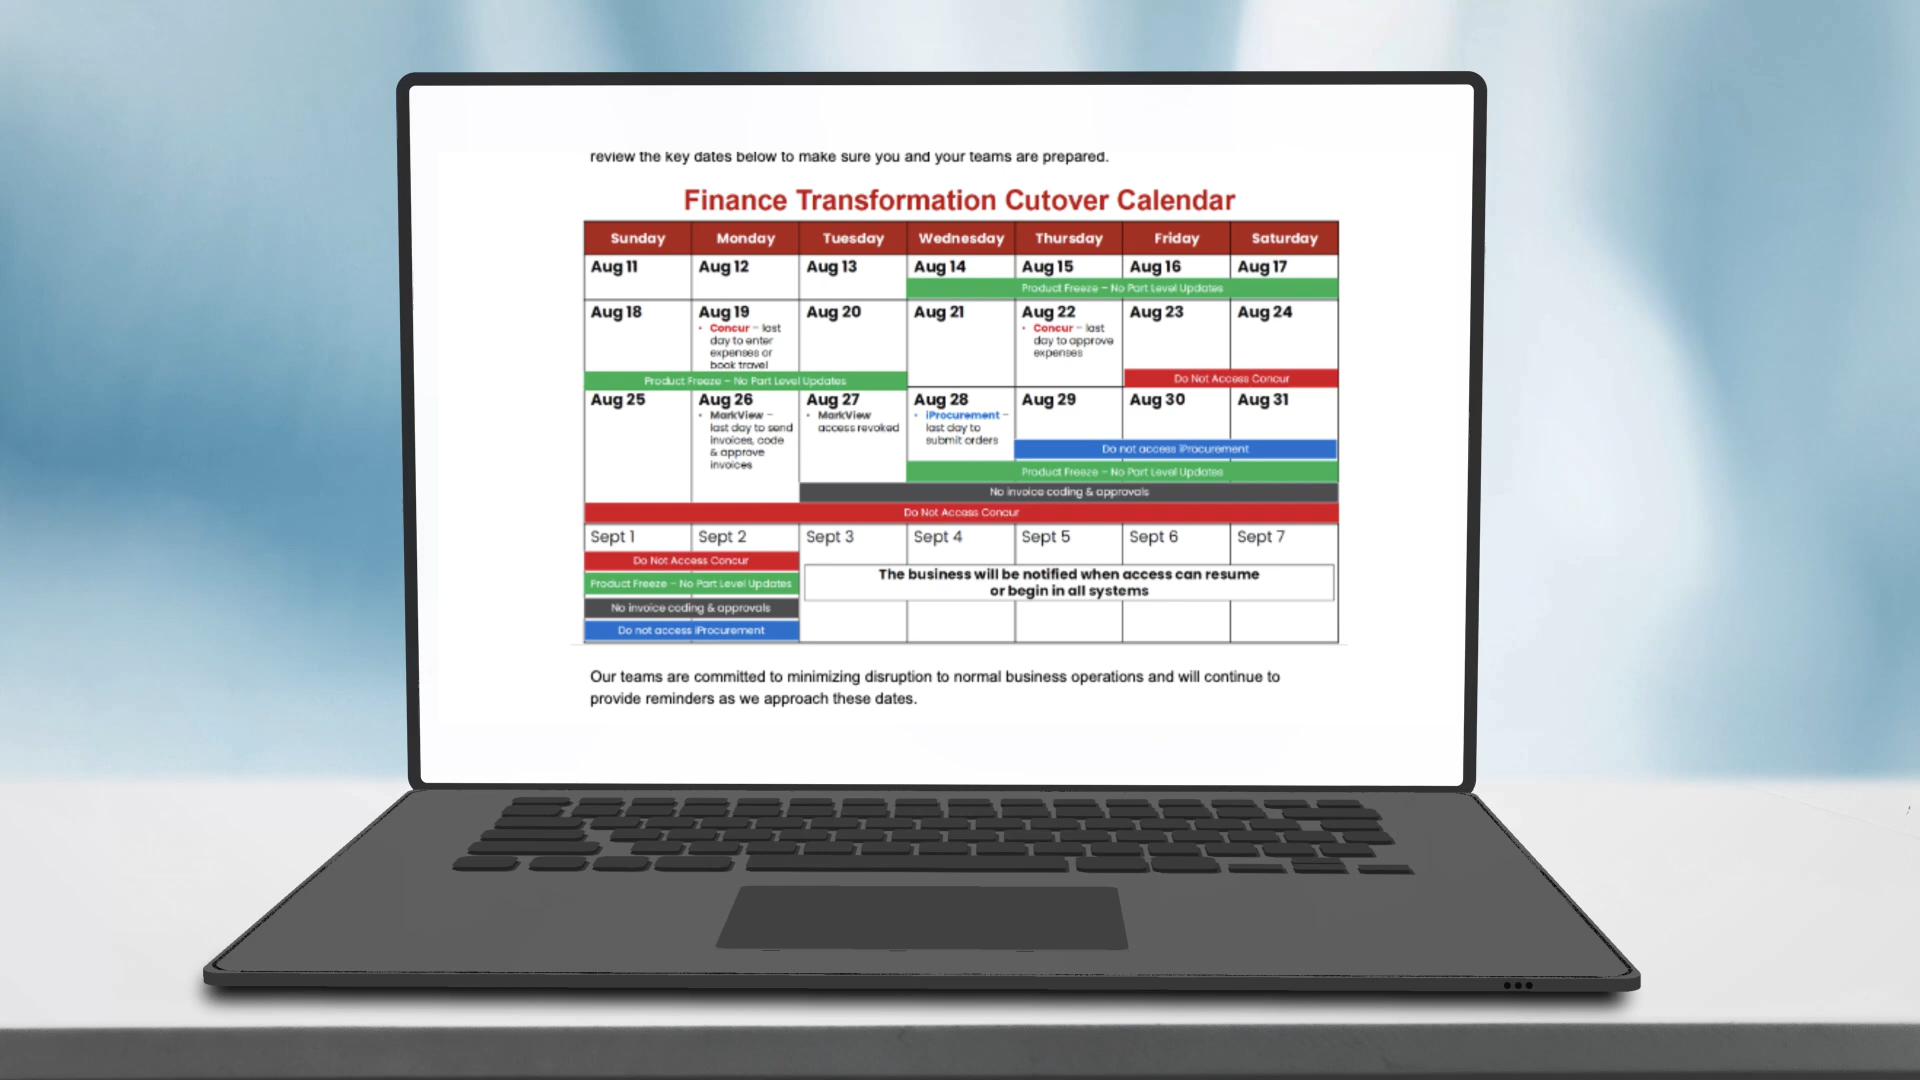 review the key dates below to make sure you and your teams are prepared.
Finance Transformation Cutover Calendar
Sunday Monday Tuesday Wednesday Thursday Friday Saturday
Aug 11 Aug 12 Aug 13 Aug 14 Aug 15 Aug 16 Aug 17
Product Freeze – No Part Level Updates
Aug 18 Aug 19 Aug 20 Aug 21 Aug 22 Aug 23 Aug 24
• Concur – last
day to enter
expenses or
book travel
• Concur – last
day to approve
expenses
Product Freeze – No Part Level Updates
Do Not Access Concur
Aug 25 Aug 26 Aug 27 Aug 28 Aug 29 Aug 30 Aug 31
• MarkView –
last day to send
invoices, code
& approve
invoices
• MarkView
access revoked
• iProcurement –
last day to
submit orders
Do not access iProcurement
Product Freeze – No Part Level Updates
No invoice coding & approvals
Do Not Access Concur
Sept 1 Sept 2 Sept 3 Sept 4 Sept 5 Sept 6 Sept 7
Do Not Access Concur
Product Freeze – No Part Level Updates
No invoice coding & approvals
Do not access iProcurement
The business will be notified when access can resume
or begin in all systems
Our teams are committed to minimizing disruption to normal business operations and will continue to
provide reminders as we approach these dates.